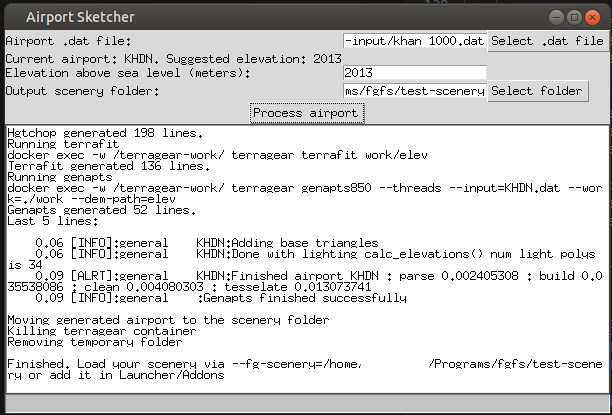 Airport Sketcher
Airport .dat file: -input/khan 1000.dat Select .dat file
Current airport: KHDN. Suggested elevation: 2013
Elevation above sea level (meters): 2013
Output scenery folder: ms/fgfs/test-scenery Select folder
Process airport
Hgtchop generated 198 lines.
Running terrafit
docker exec -w /terragear-work/ terragear terrafit work/elev
Terrafit generated 136 lines.
Running genapts
docker exec -w /terragear-work/ terragear genapts850 --threads --input=KHDN.dat --wor
k=./work --dem-path=elev
Genapts generated 52 lines.
Last 5 lines:
0.06 [INFO]:general KHDN:Adding base triangles
0.06 [INFO]:general KHDN:Done with lighting calc_elevations() num light polys
is 34
0.09 [ALRT]:general KHDN:Finished airport KHDN : parse 0.002405308 : build 0.0
35538086 : clean 0.004080303 : tesselate 0.013073741
0.09 [INFO]:general :Genapts finished successfully
Moving generated airport to the scenery folder
Killing terragear container
Removing temporary folder
Finished. Load your scenery via --fg-scenery=/home/ /Programs/fgfs/test-scene
ry or add it in Launcher/Addons